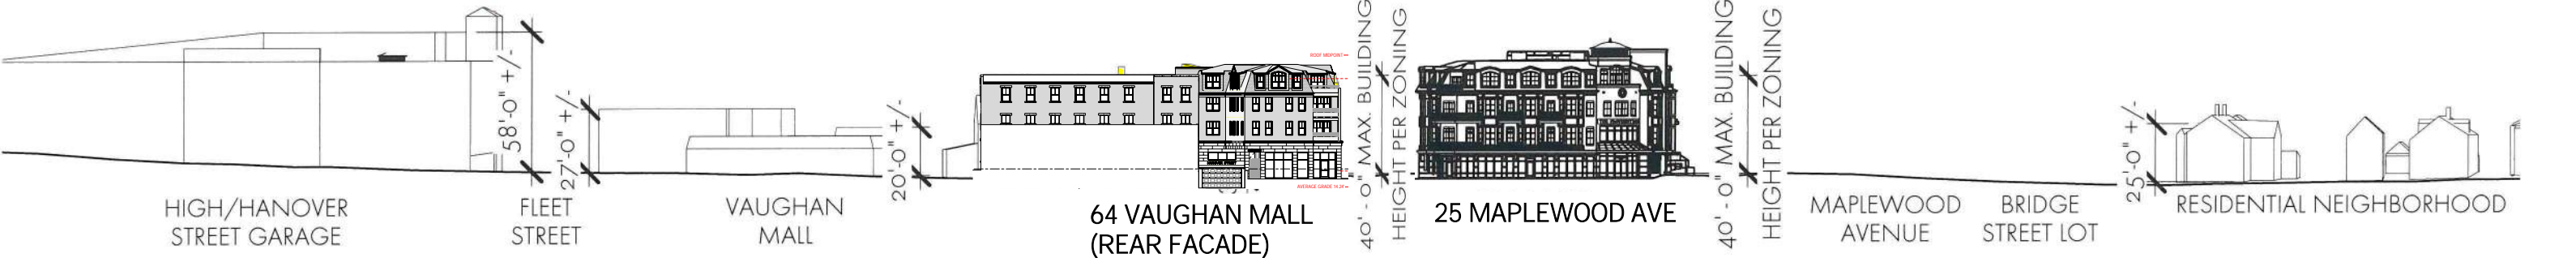 58'-0" +/-
HIGH/HANOVER
STREET GARAGE
FLEET
STREET
27'-0" +/-
VAUGHAN
MALL
20'-0" +/-
64 VAUGHAN MALL
(REAR FACADE)
ROOF MIDPOINT
40' - 0" MAX. BUILDING
HEIGHT PER ZONING
25 MAPLEWOOD AVE
40' - 0" MAX. BUILDING
HEIGHT PER ZONING
MAPLEWOOD
AVENUE
BRIDGE
STREET LOT
25'-0" +/-
RESIDENTIAL NEIGHBORHOOD